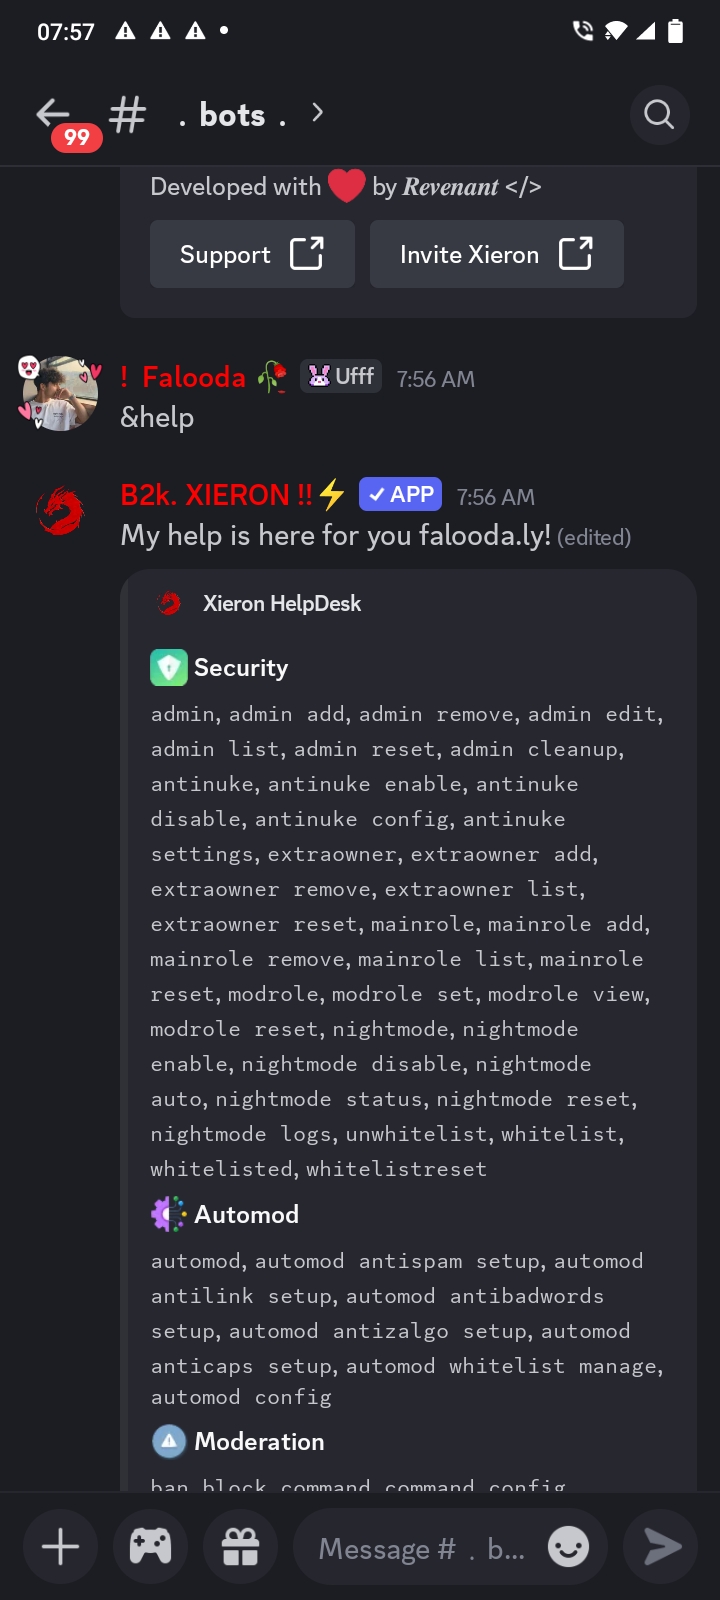 07:57
99
# . bots . >
Developed with ❤️ by Revenant </>
Support
Invite Xieron
! Falooda 🥀 Ufff 7:56 AM
&help
B2k. XIERON !!⚡ ✓ APP 7:56 AM
My help is here for you falooda.ly! (edited)
Xieron HelpDesk
Security
admin, admin add, admin remove, admin edit,
admin list, admin reset, admin cleanup,
antinuke, antinuke enable, antinuke
disable, antinuke config, antinuke
settings, extraowner, extraowner add,
extraowner remove, extraowner list,
extraowner reset, mainrole, mainrole add,
mainrole remove, mainrole list, mainrole
reset, modrole, modrole set, modrole view,
modrole reset, nightmode, nightmode
enable, nightmode disable, nightmode
auto, nightmode status, nightmode reset,
nightmode logs, unwhitelist, whitelist,
whitelisted, whitelistreset
Automod
automod, automod antispam setup, automod
antilink setup, automod antibadwords
setup, automod antizalgo setup, automod
anticaps setup, automod whitelist manage,
automod config
Moderation
ban block command command config
Message # . b...